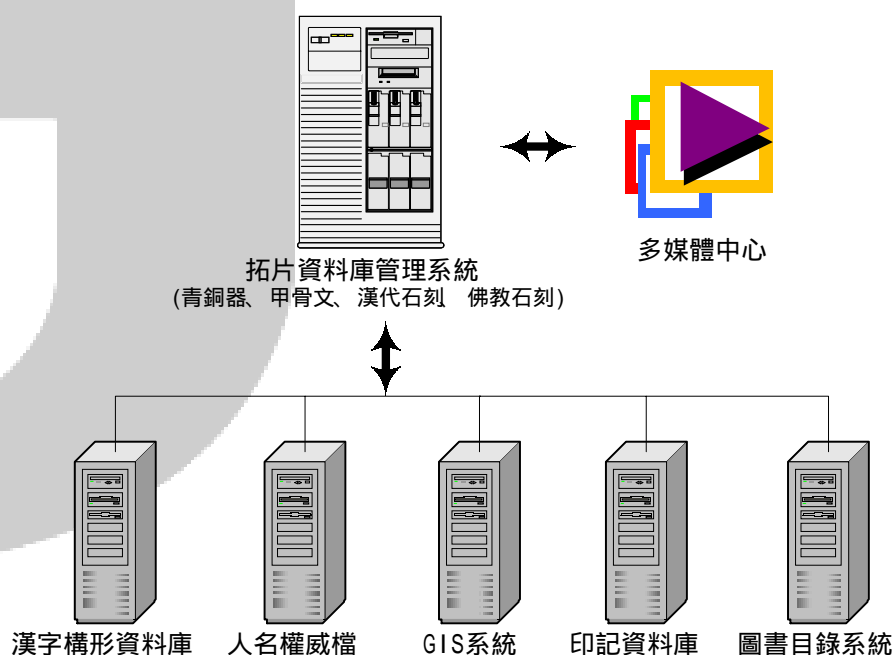 多媒體中心
拓片資料庫管理系統
(青銅器、甲骨文、漢代石刻、佛教石刻)
漢字構形資料庫
人名權威檔
GIS系統
印記資料庫
圖書目錄系統